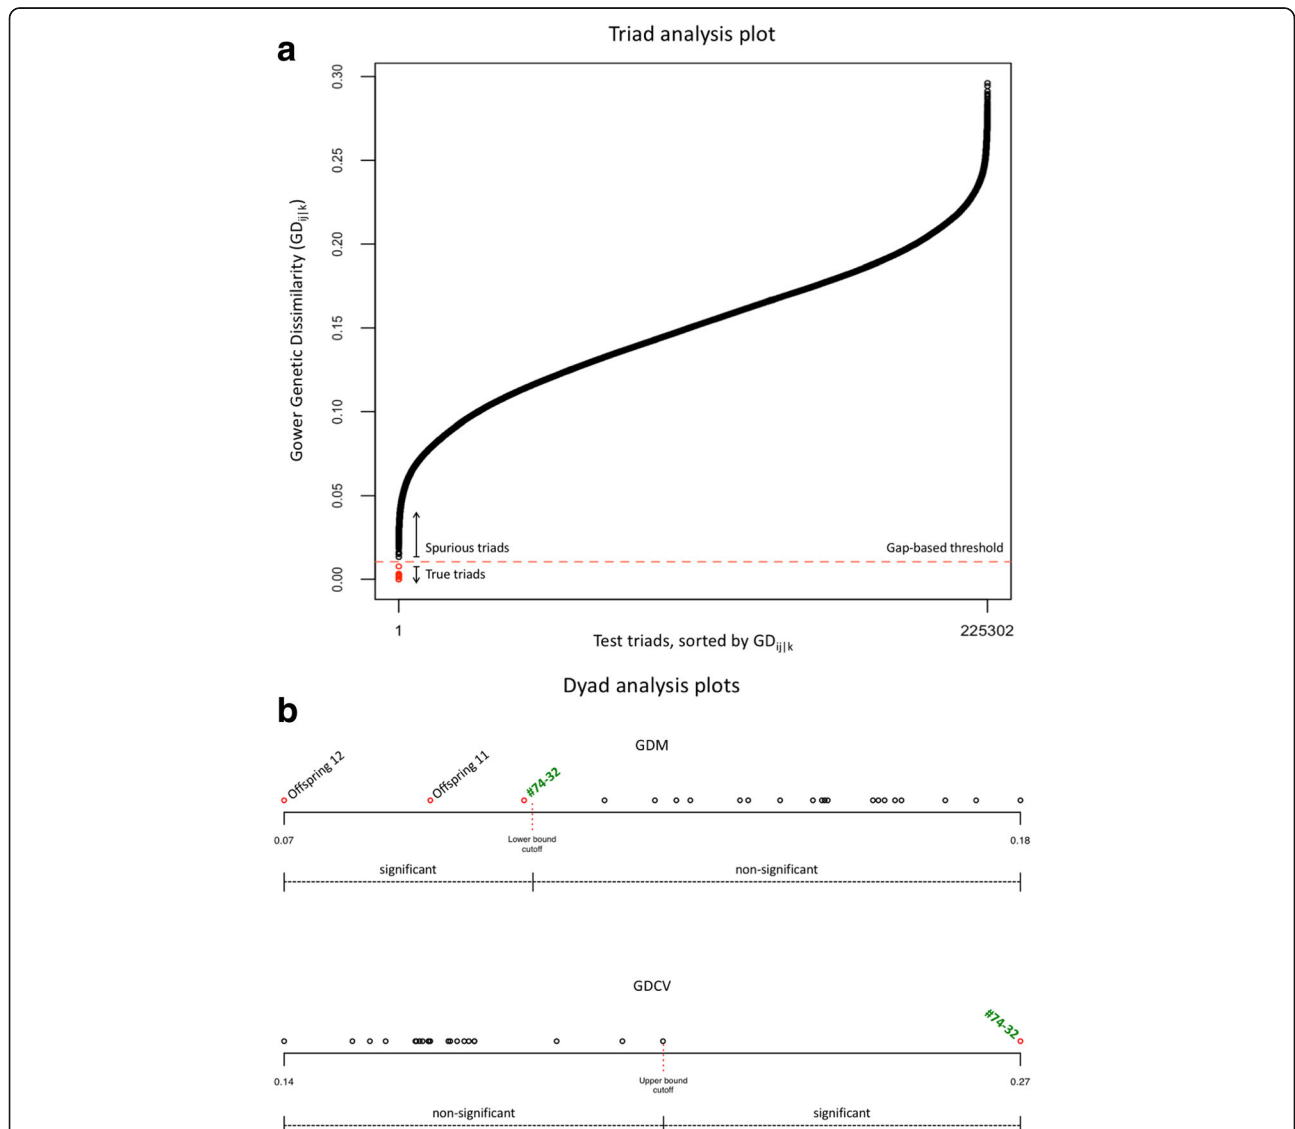 Triad analysis plot
a
0.30
0.25
0.20
0.15
0.10
0.05
0.00
Gower Genetic Dissimilarity (GDij|k)
Spurious triads
Gap-based threshold
True triads
1
225302
Test triads, sorted by GDij|k
Dyad analysis plots
b
GDM
Offspring 12
Offspring 11
#74-32
0.07
Lower bound
cutoff
0.18
significant
non-significant
GDCV
#74-32
0.14
Upper bound
cutoff
0.27
non-significant
significant